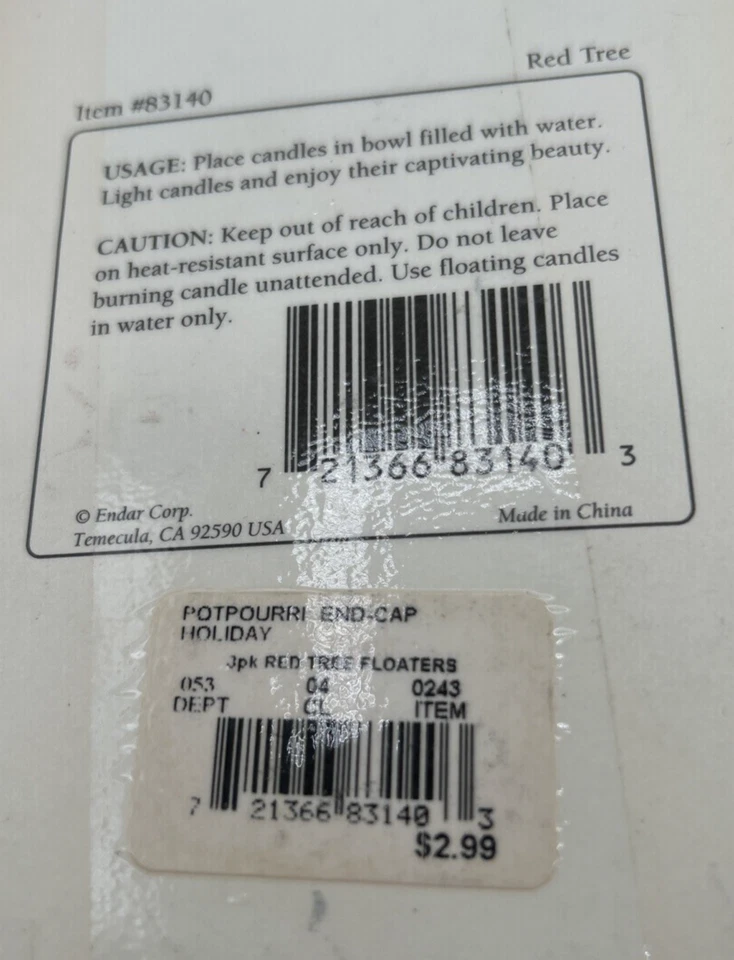 Item #83140
Red Tree
USAGE: Place candles in bowl filled with water.
Light candles and enjoy their captivating beauty.
CAUTION: Keep out of reach of children. Place
on heat-resistant surface only. Do not leave
burning candle unattended. Use floating candles
in water only.
7 21366 83140 3
© Endar Corp.
Temecula, CA 92590 USA
Made in China
POTPOURRI END-CAP
HOLIDAY
3pk RED TREE FLOATERS
053 04 0243
DEPT CL ITEM
7 21366 83140 3
$2.99